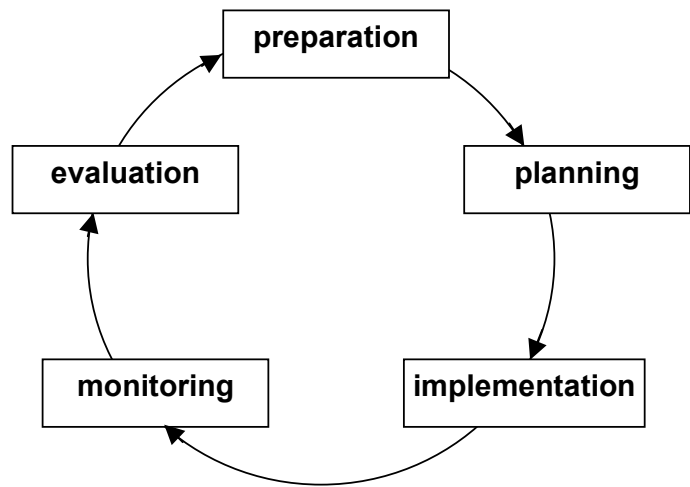 preparation
planning
implementation
monitoring
evaluation